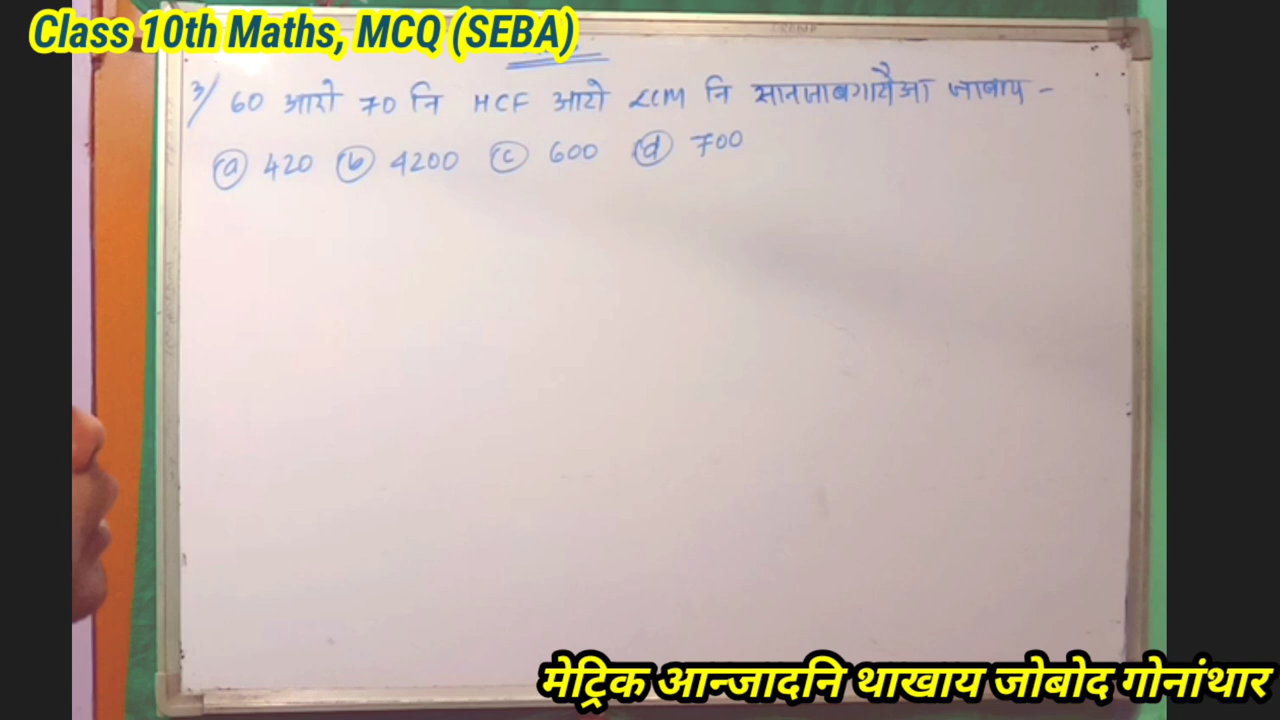 Class 10th Maths, MCQ (SEBA)
3/ 60 आरो 70 नि HCF आरो LCM नि सानजाबगायैआ जाबाय -
(a) 420 (b) 4200 (c) 600 (d) 700
मेट्रिक आन्जादनि थाखाय जोबोद गोनांथार